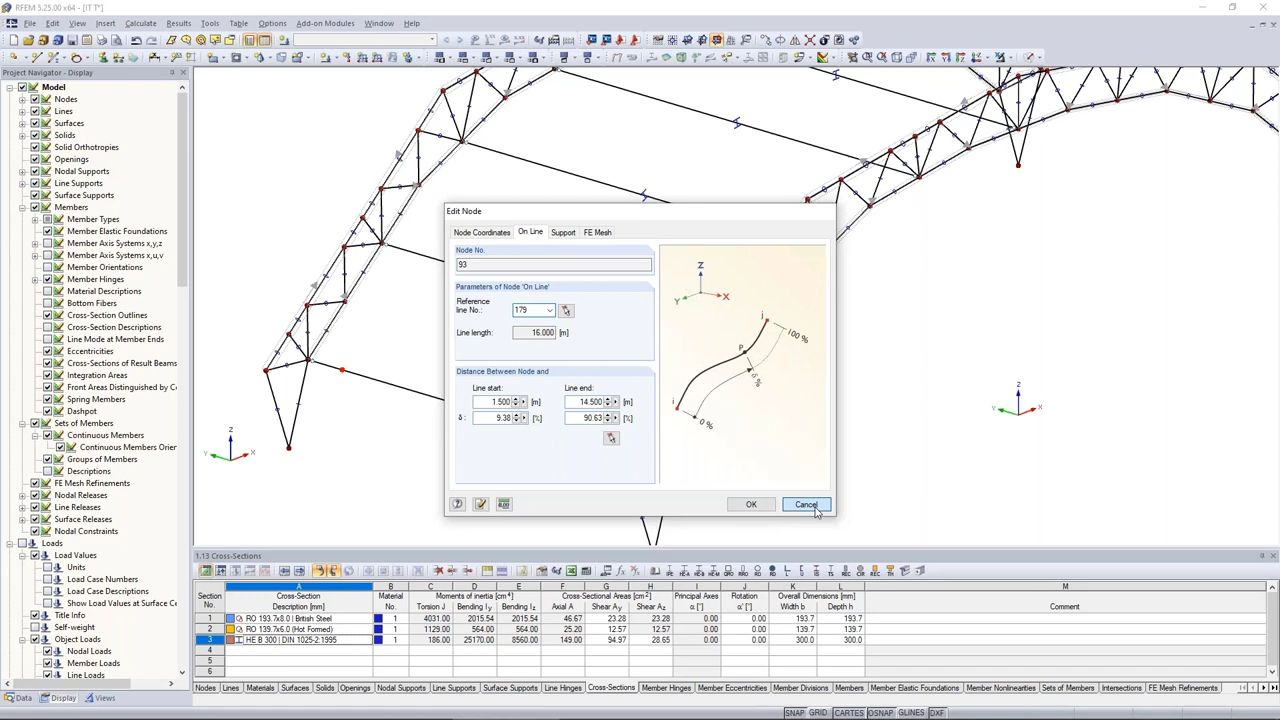 RFEM 5.25.00 x64 - [IT T*]
File Edit View Insert Calculate Results Tools Table Options Add-on Modules Window Help
Project Navigator - Display
Model
Nodes
Lines
Surfaces
Solids
Solid Orthotropies
Openings
Nodal Supports
Line Supports
Surface Supports
Members
Member Types
Member Elastic Foundations
Member Axis Systems x,y,z
Member Axis Systems x,u,v
Member Orientations
Member Hinges
Material Descriptions
Bottom Fibers
Cross-Section Outlines
Cross-Section Descriptions
Line Mode at Member Ends
Eccentricities
Cross-Sections of Result Beams
Integration Areas
Front Areas Distinguished by C
Spring Members
Dashpot
Sets of Members
Continuous Members
Continuous Members Orien
Groups of Members
Descriptions
FE Mesh Refinements
Nodal Releases
Line Releases
Surface Releases
Nodal Constraints
Loads
Load Values
Units
Load Case Numbers
Load Case Descriptions
Show Load Values at Surface Ce
Title Info
Self-weight
Object Loads
Nodal Loads
Member Loads
Line Loads
Data Display Views
Z
Y X
Z
Y X
Edit Node
Node Coordinates On Line Support FE Mesh
Node No.
93
Parameters of Node 'On Line'
Reference
line No.: 179
Line length: 16.000 [m]
Distance Between Node and
Line start: Line end:
1.500 [m] 14.500 [m]
δ : 9.38 [%] 90.63 [%]
Z
Y X
j
100 %
P
δ %
i
0 %
OK Cancel
1.13 Cross-Sections
A B C D E F G H I J K L M
Section Cross-Section Material Moments of inertia [cm⁴] Cross-Sectional Areas [cm²] Principal Axes Rotation Overall Dimensions [mm]
No. Description [mm] No. Torsion J Bending Iy Bending Iz Axial A Shear Ay Shear Az α [°] α' [°] Width b Depth h Comment
1 RO 193.7x8.0 | British Steel 1 4031.00 2015.54 2015.54 46.67 23.28 23.28 0.00 0.00 193.7 193.7
2 RO 139.7x6.0 (Hot Formed) 1 1129.00 564.00 564.00 25.20 12.57 12.57 0.00 0.00 139.7 139.7
3 HE B 300 | DIN 1025-2:1995 1 186.00 25170.00 8560.00 149.00 94.97 28.65 0.00 0.00 300.0 300.0
4
5
6
Nodes Lines Materials Surfaces Solids Openings Nodal Supports Line Supports Surface Supports Line Hinges Cross-Sections Member Hinges Member Eccentricities Member Divisions Members Member Elastic Foundations Member Nonlinearities Sets of Members Intersections FE Mesh Refinements
SNAP GRID CARTES OSNAP GLINES DXF